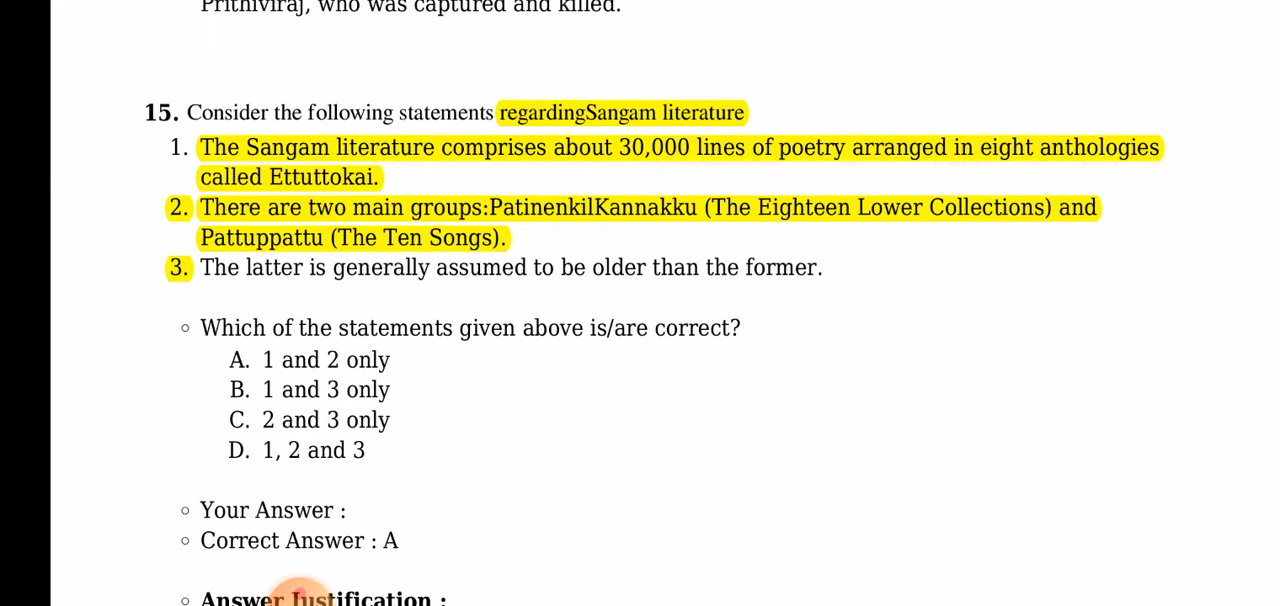 Prithiviraj, who was captured and killed.
15. Consider the following statements regardingSangam literature
1. The Sangam literature comprises about 30,000 lines of poetry arranged in eight anthologies
called Ettuttokai.
2. There are two main groups:PatinenkilKannakku (The Eighteen Lower Collections) and
Pattuppattu (The Ten Songs).
3. The latter is generally assumed to be older than the former.
Which of the statements given above is/are correct?
A. 1 and 2 only
B. 1 and 3 only
C. 2 and 3 only
D. 1, 2 and 3
Your Answer :
Correct Answer : A
Answer Justification :